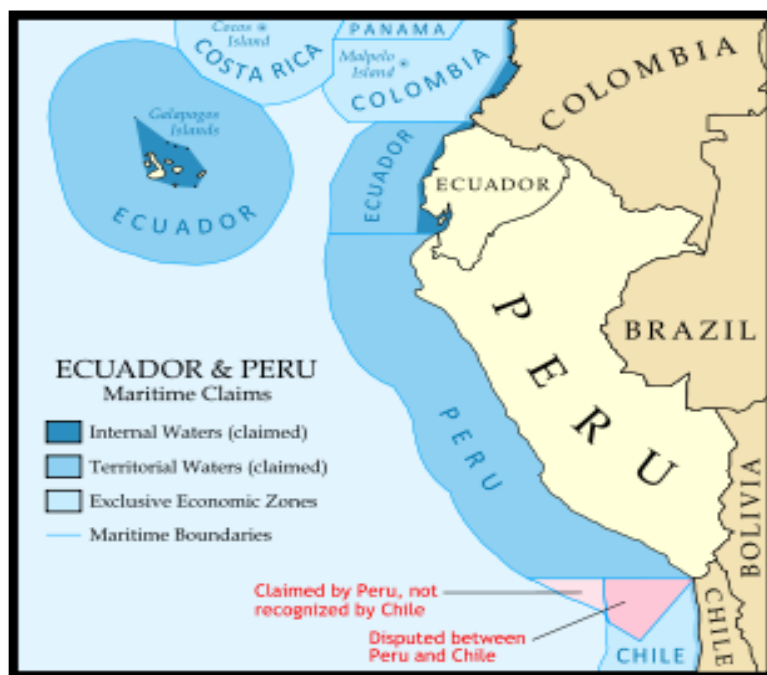 Cocos
Island
COSTA RICA
PANAMA
Malpelo
Island
COLOMBIA
COLOMBIA
Galapagos
Islands
ECUADOR
ECUADOR
ECUADOR
PERU
BRAZIL
ECUADOR & PERU
Maritime Claims
Internal Waters (claimed)
Territorial Waters (claimed)
Exclusive Economic Zones
Maritime Boundaries
PERU
BOLIVIA
Claimed by Peru, not
recognized by Chile
Disputed between
Peru and Chile
CHILE
CHILE